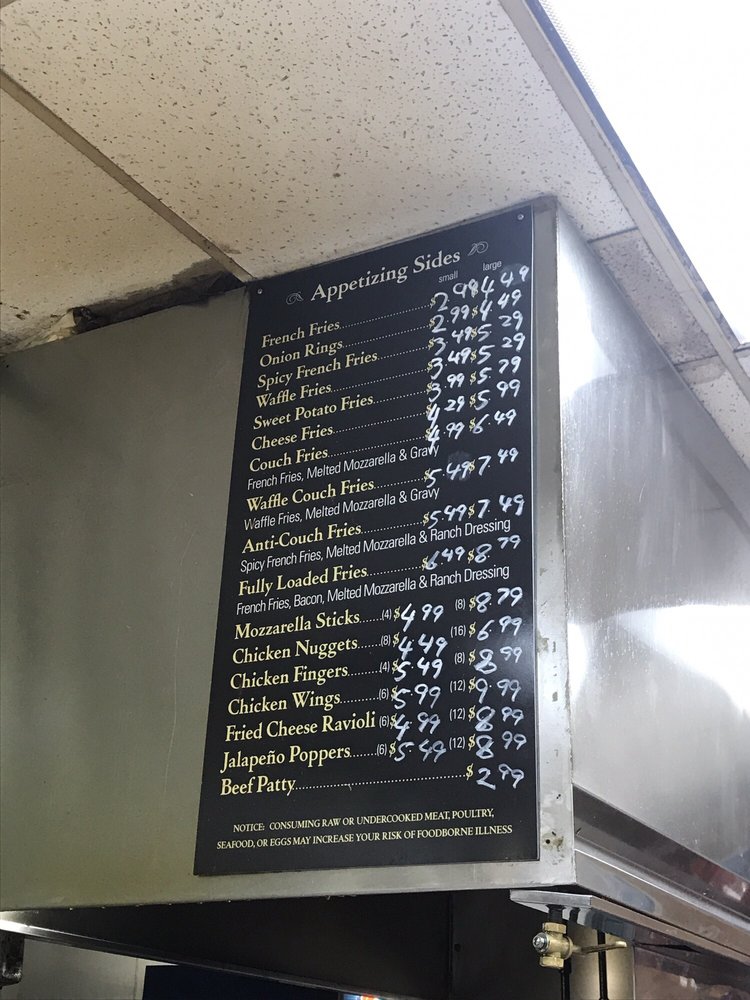 Appetizing Sides
small large
French Fries $2.99 $4.49
Onion Rings $2.99 $4.49
Spicy French Fries $3.49 $5.29
Waffle Fries $3.49 $5.29
Sweet Potato Fries $3.99 $5.79
Cheese Fries $4.29 $5.99
Couch Fries $4.99 $6.49
French Fries, Melted Mozzarella & Gravy
Waffle Couch Fries $5.49 $7.49
Waffle Fries, Melted Mozzarella & Gravy
Anti-Couch Fries $5.99 $7.49
Spicy French Fries, Melted Mozzarella & Ranch Dressing
Fully Loaded Fries $6.49 $8.79
French Fries, Bacon, Melted Mozzarella & Ranch Dressing
Mozzarella Sticks (4) $4.99 (8) $8.79
Chicken Nuggets (8) $4.49 (16) $6.99
Chicken Fingers (4) $5.49 (8) $8.99
Chicken Wings (6) $5.99 (12) $9.99
Fried Cheese Ravioli (6) $4.99 (12) $8.99
Jalapeño Poppers (6) $5.49 (12) $8.99
Beef Patty $2.99
NOTICE: CONSUMING RAW OR UNDERCOOKED MEAT, POULTRY,
SEAFOOD, OR EGGS MAY INCREASE YOUR RISK OF FOODBORNE ILLNESS